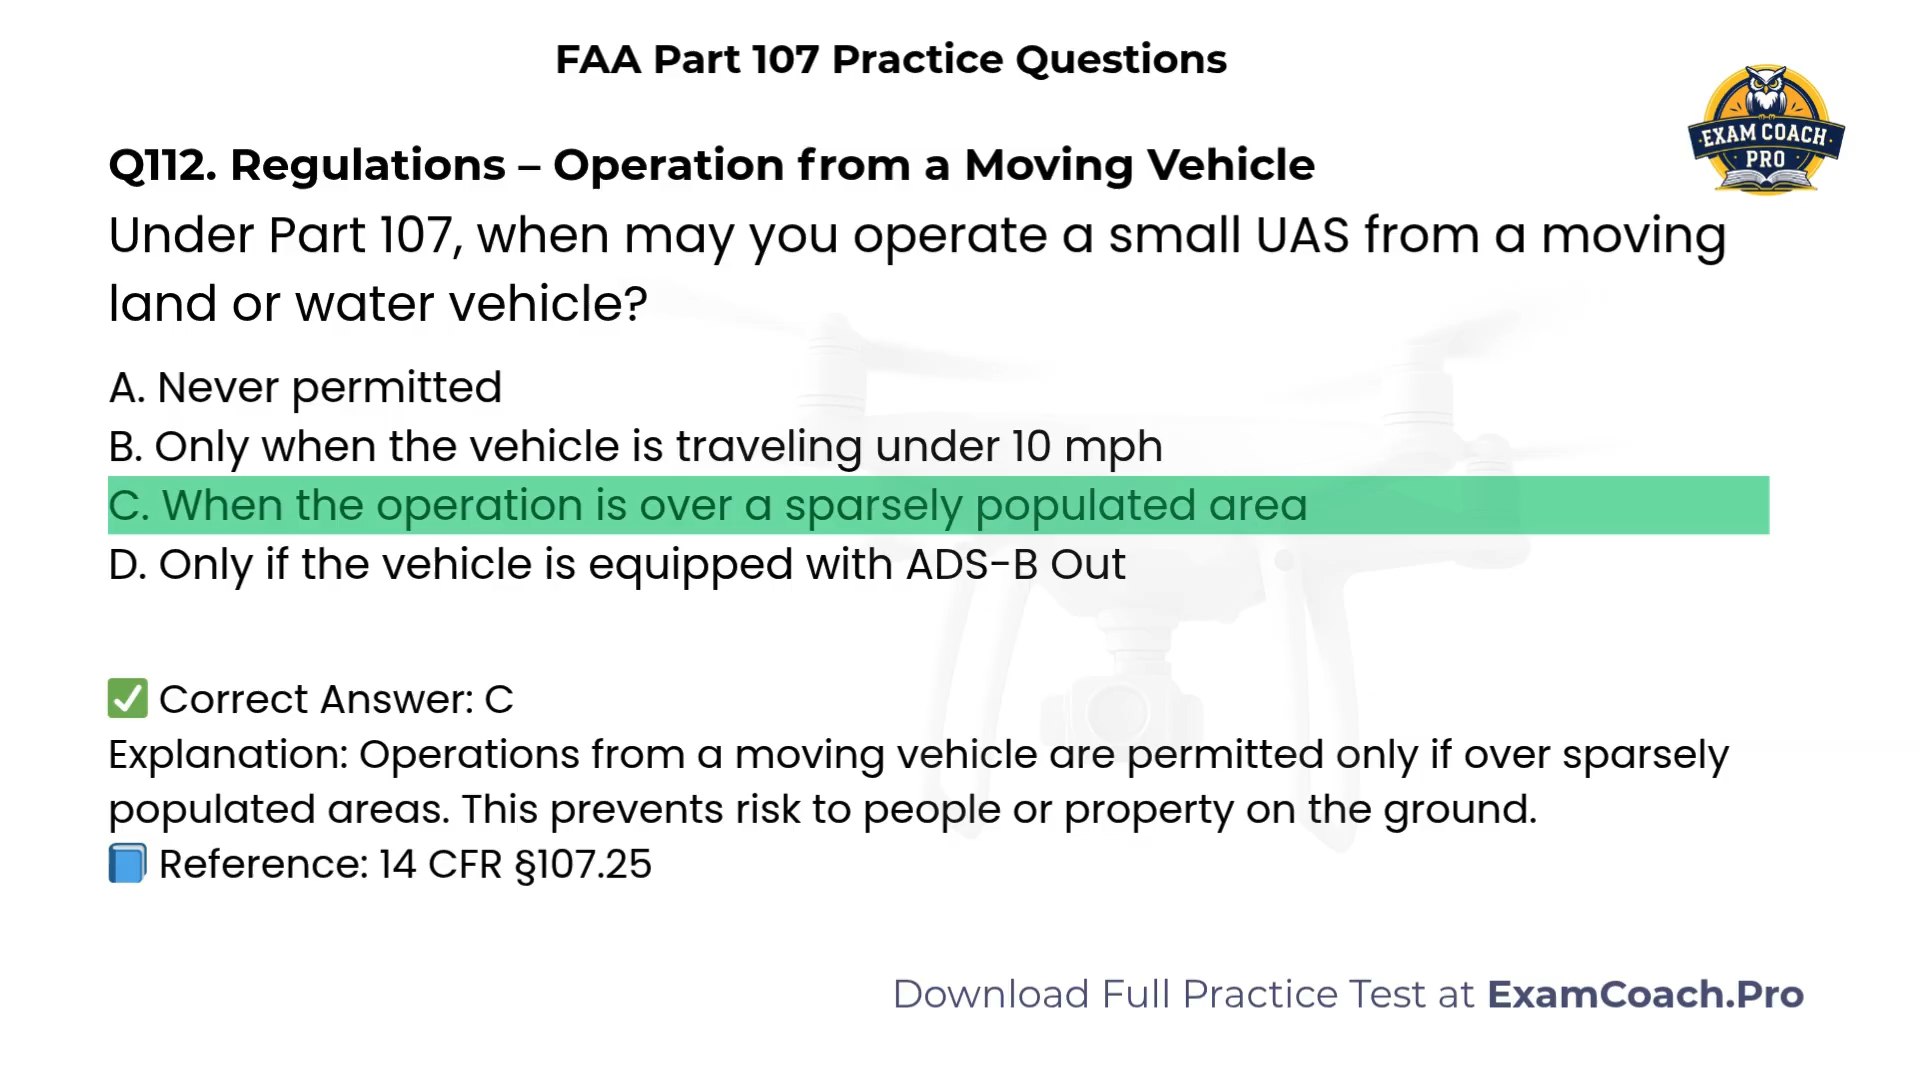 FAA Part 107 Practice Questions
EXAM COACH
PRO
Q112. Regulations – Operation from a Moving Vehicle
Under Part 107, when may you operate a small UAS from a moving
land or water vehicle?
A. Never permitted
B. Only when the vehicle is traveling under 10 mph
C. When the operation is over a sparsely populated area
D. Only if the vehicle is equipped with ADS-B Out
✅ Correct Answer: C
Explanation: Operations from a moving vehicle are permitted only if over sparsely
populated areas. This prevents risk to people or property on the ground.
📘 Reference: 14 CFR §107.25
Download Full Practice Test at ExamCoach.Pro